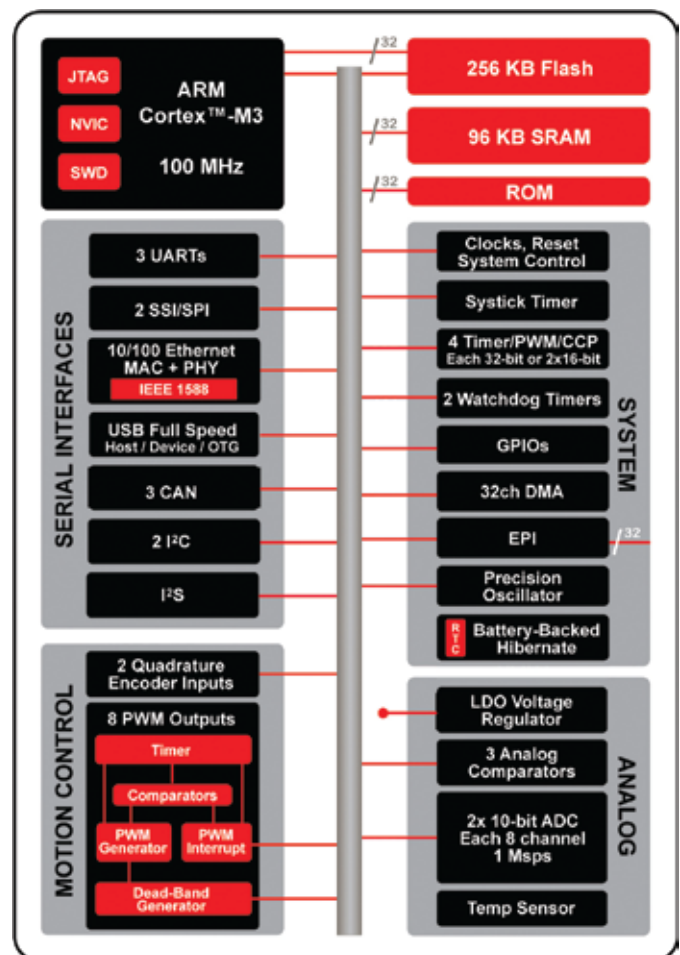 JTAG
NVIC
SWD
ARM
Cortex™-M3
100 MHz
32
256 KB Flash
32
96 KB SRAM
32
ROM
SERIAL INTERFACES
3 UARTs
2 SSI/SPI
10/100 Ethernet
MAC + PHY
IEEE 1588
USB Full Speed
Host / Device / OTG
3 CAN
2 I²C
I²S
SYSTEM
Clocks, Reset
System Control
Systick Timer
4 Timer/PWM/CCP
Each 32-bit or 2x16-bit
2 Watchdog Timers
GPIOs
32ch DMA
EPI
32
Precision
Oscillator
RTC
Battery-Backed
Hibernate
MOTION CONTROL
2 Quadrature
Encoder Inputs
8 PWM Outputs
Timer
Comparators
PWM
Generator
PWM
Interrupt
Dead-Band
Generator
ANALOG
LDO Voltage
Regulator
3 Analog
Comparators
2x 10-bit ADC
Each 8 channel
1 Msps
Temp Sensor